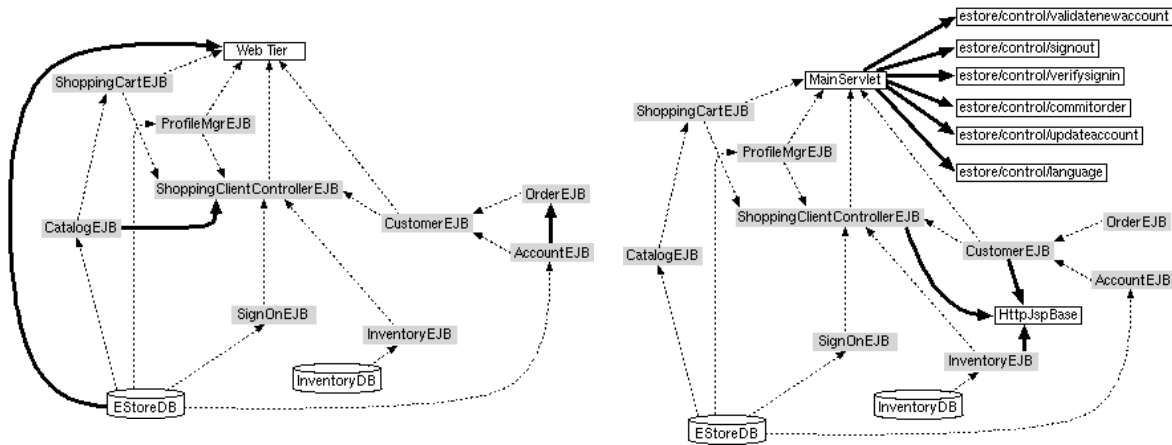 Web Tier
ShoppingCartEJB
ProfileMgrEJB
ShoppingClientControllerEJB
OrderEJB
CatalogEJB
CustomerEJB
AccountEJB
SignOnEJB
InventoryEJB
InventoryDB
EStoreDB
estore/control/validatenewaccount
estore/control/signout
MainServlet
estore/control/verifysignin
ShoppingCartEJB
estore/control/commitorder
estore/control/updateaccount
ProfileMgrEJB
estore/control/language
ShoppingClientControllerEJB
OrderEJB
CatalogEJB
CustomerEJB
AccountEJB
HttpJspBase
SignOnEJB
InventoryEJB
InventoryDB
EStoreDB